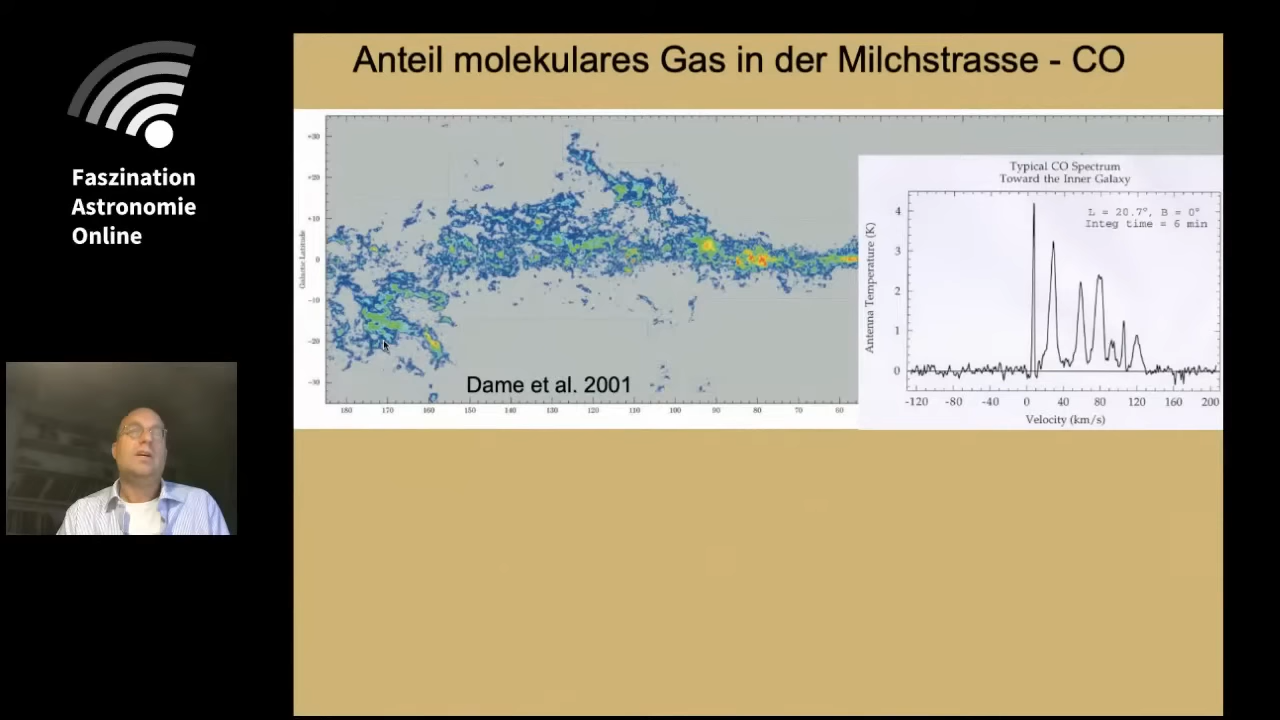 Anteil molekulares Gas in der Milchstrasse - CO
Faszination
Astronomie
Online
+30
+20
+10
0
-10
-20
-30
Galactic Latitude
180 170 160 150 140 130 120 110 100 90 80 70 60
Dame et al. 2001
Typical CO Spectrum
Toward the Inner Galaxy
L = 20.7°, B = 0°
Integ time = 6 min
Antenna Temperature (K)
4
3
2
1
0
-120 -80 -40 0 40 80 120 160 200
Velocity (km/s)